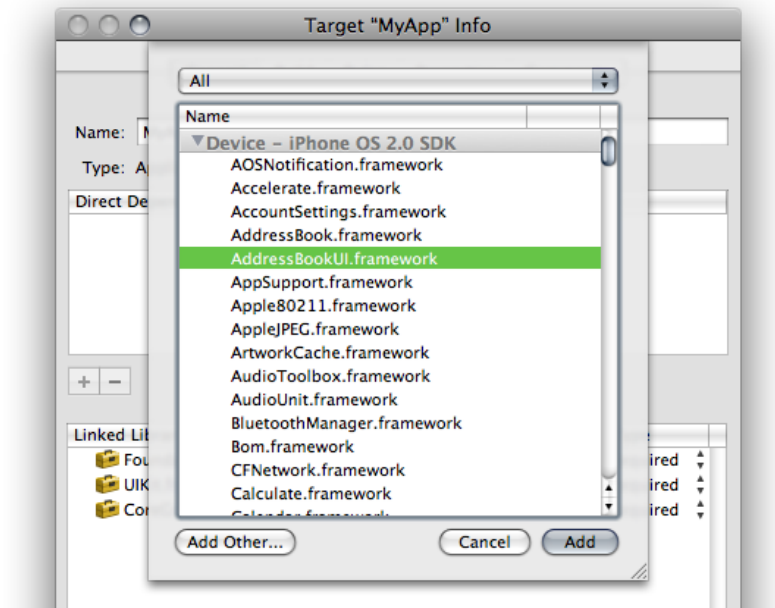 Target “MyApp” Info
All
Name
Name:
Device – iPhone OS 2.0 SDK
AOSNotification.framework
Type:
Accelerate.framework
Direct De
AccountSettings.framework
AddressBook.framework
AddressBookUI.framework
AppSupport.framework
Apple80211.framework
AppleJPEG.framework
ArtworkCache.framework
AudioToolbox.framework
AudioUnit.framework
BluetoothManager.framework
Linked Lib
Bom.framework
Fou
ired
CFNetwork.framework
UIK
ired
Calculate.framework
Cor
ired
Calendar.framework
Add Other...
Cancel
Add